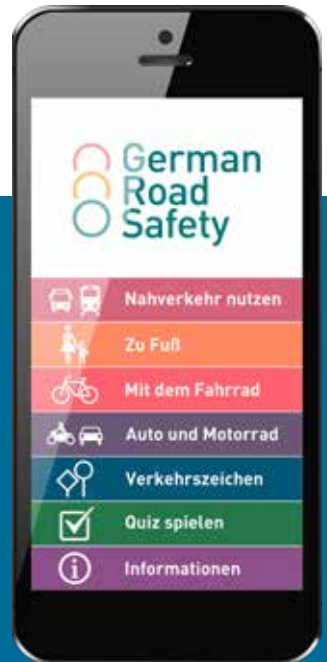 German
Road
Safety
Nahverkehr nutzen
Zu Fuß
Mit dem Fahrrad
Auto und Motorrad
Verkehrszeichen
Quiz spielen
Informationen